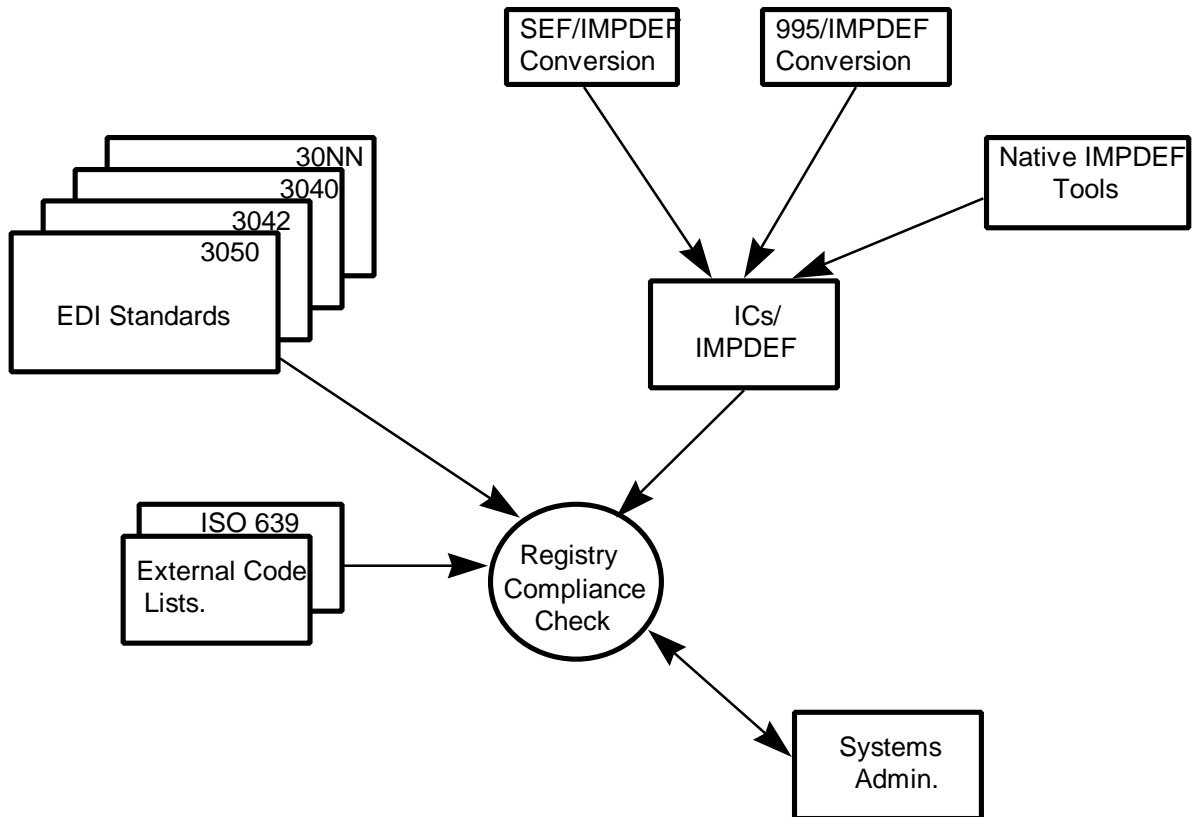 SEF/IMPDEF
Conversion
995/IMPDEF
Conversion
30NN
3040
3042
3050
EDI Standards
Native IMPDEF
Tools
ICs/
IMPDEF
ISO 639
External Code
Lists.
Registry
Compliance
Check
Systems
Admin.